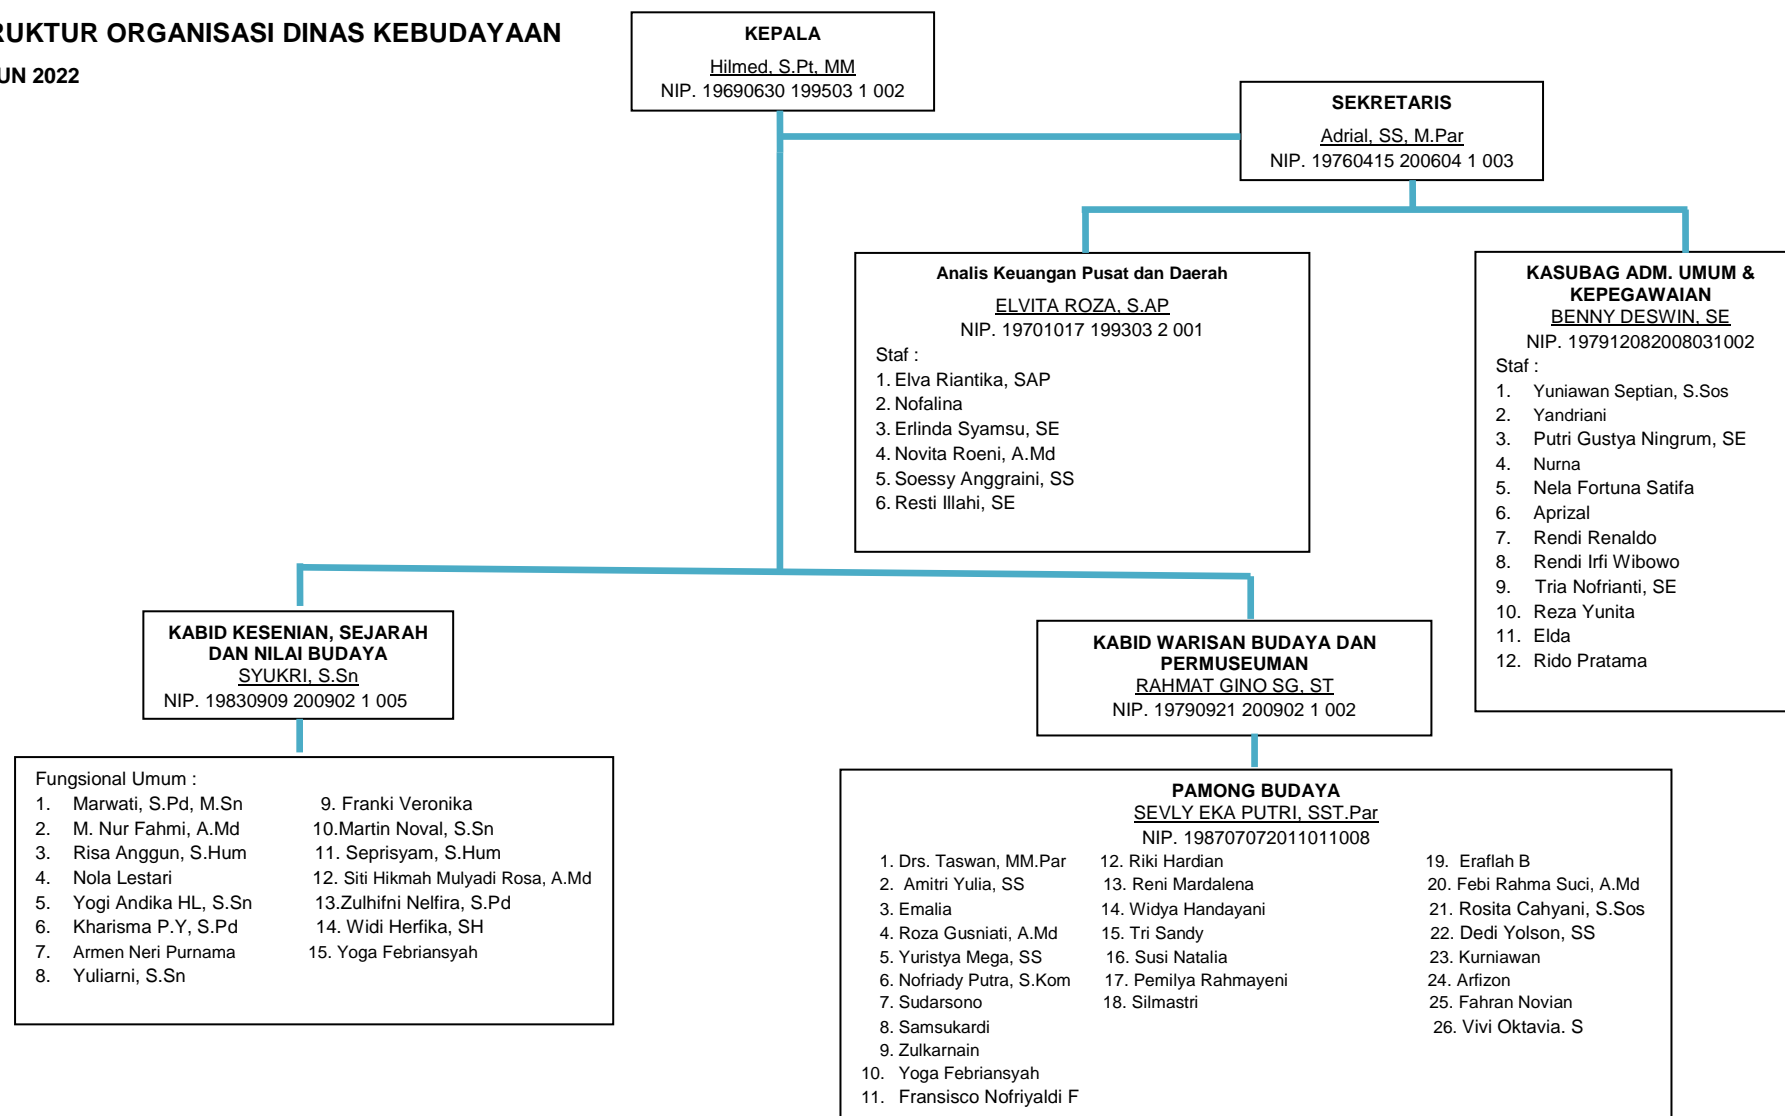 RUKTUR ORGANISASI DINAS KEBUDAYAAN
UN 2022
KEPALA
Hilmed, S.Pt, MM
NIP. 19690630 199503 1 002
SEKRETARIS
Adrial, SS, M.Par
NIP. 19760415 200604 1 003
Analis Keuangan Pusat dan Daerah
ELVITA ROZA, S.AP
NIP. 19701017 199303 2 001
Staf :
1. Elva Riantika, SAP
2. Nofalina
3. Erlinda Syamsu, SE
4. Novita Roeni, A.Md
5. Soessy Anggraini, SS
6. Resti Illahi, SE
KASUBAG ADM. UMUM &
KEPEGAWAIAN
BENNY DESWIN, SE
NIP. 197912082008031002
Staf :
1. Yuniawan Septian, S.Sos
2. Yandriani
3. Putri Gustya Ningrum, SE
4. Nurna
5. Nela Fortuna Satifa
6. Aprizal
7. Rendi Renaldo
8. Rendi Irfi Wibowo
9. Tria Nofrianti, SE
10. Reza Yunita
11. Elda
12. Rido Pratama
KABID KESENIAN, SEJARAH
DAN NILAI BUDAYA
SYUKRI, S.Sn
NIP. 19830909 200902 1 005
Fungsional Umum :
1. Marwati, S.Pd, M.Sn
2. M. Nur Fahmi, A.Md
3. Risa Anggun, S.Hum
4. Nola Lestari
5. Yogi Andika HL, S.Sn
6. Kharisma P.Y, S.Pd
7. Armen Neri Purnama
8. Yuliarni, S.Sn
9. Franki Veronika
10.Martin Noval, S.Sn
11. Seprisyam, S.Hum
12. Siti Hikmah Mulyadi Rosa, A.Md
13.Zulhifni Nelfira, S.Pd
14. Widi Herfika, SH
15. Yoga Febriansyah
KABID WARISAN BUDAYA DAN
PERMUSEUMAN
RAHMAT GINO SG, ST
NIP. 19790921 200902 1 002
PAMONG BUDAYA
SEVLY EKA PUTRI, SST.Par
NIP. 198707072011011008
1. Drs. Taswan, MM.Par
2. Amitri Yulia, SS
3. Emalia
4. Roza Gusniati, A.Md
5. Yuristya Mega, SS
6. Nofriady Putra, S.Kom
7. Sudarsono
8. Samsukardi
9. Zulkarnain
10. Yoga Febriansyah
11. Fransisco Nofriyaldi F
12. Riki Hardian
13. Reni Mardalena
14. Widya Handayani
15. Tri Sandy
16. Susi Natalia
17. Pemilya Rahmayeni
18. Silmastri
19. Eraflah B
20. Febi Rahma Suci, A.Md
21. Rosita Cahyani, S.Sos
22. Dedi Yolson, SS
23. Kurniawan
24. Arfizon
25. Fahran Novian
26. Vivi Oktavia. S